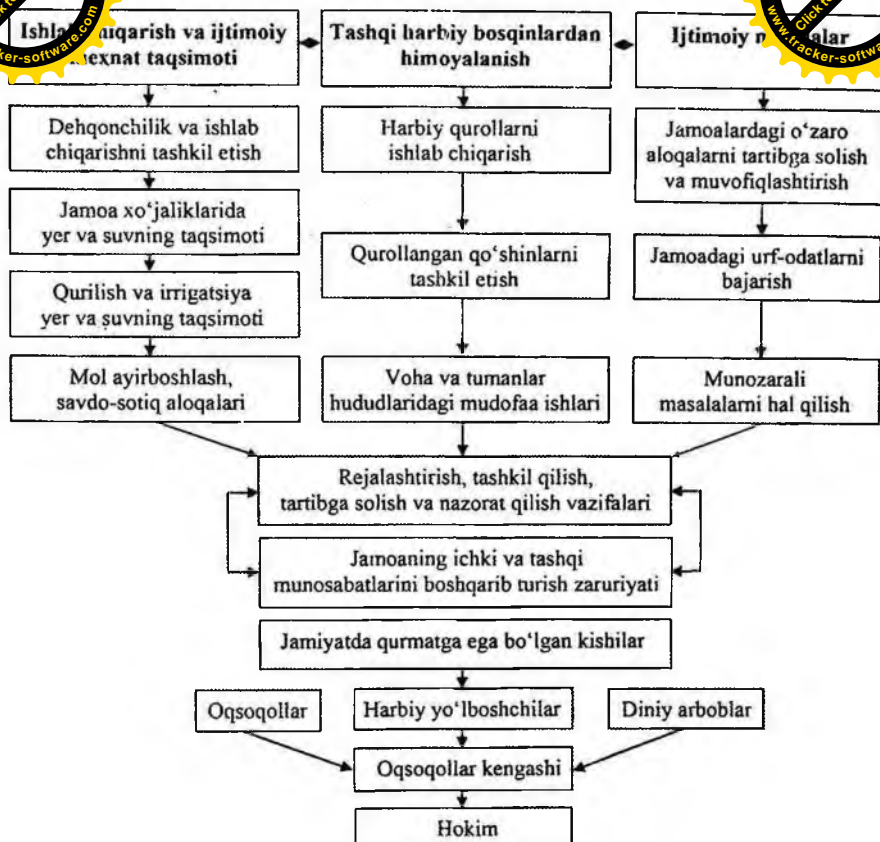 Ishlab chiqarish va ijtimoiy
mexnat taqsimoti
Tashqi harbiy bosqinlardan
himoyalanish
Ijtimoiy
Dehqonchilik va ishlab
chiqarishni tashkil etish
Harbiy qurollarni
ishlab chiqarish
Jamoalardagi o‘zaro
aloqalarni tartibga solish
va muvofiqlashtirish
Jamoa xo‘jaliklarida
yer va suvning taqsimoti
Qurollangan qo‘shinlarni
tashkil etish
Jamoadagi urf-odatlarni
bajarish
Qurilish va irrigatsiya
yer va suvning taqsimoti
Mol ayirboshlash,
savdo-sotiq aloqalari
Voha va tumanlar
hududlaridagi mudofaa ishlari
Munozarali
masalalarni hal qilish
Rejalashtirish, tashkil qilish,
tartibga solish va nazorat qilish vazifalari
Jamoaning ichki va tashqi
munosabatlarini boshqarib turish zaruriyati
Jamiyatda qurmatga ega bo‘lgan kishilar
Oqsoqollar
Harbiy yo‘lboshchilar
Diniy arboblar
Oqsoqollar kengashi
Hokim